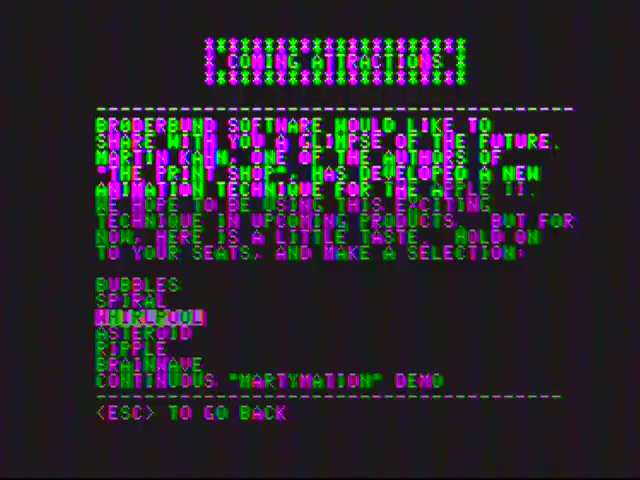 **********************
* COMING ATTRACTIONS *
**********************
----------------------------------------
BRØDERBUND SOFTWARE WOULD LIKE TO
SHARE WITH YOU A GLIMPSE OF THE FUTURE.
MARTIN KAHN, ONE OF THE AUTHORS OF
"THE PRINT SHOP", HAS DEVELOPED A NEW
ANIMATION TECHNIQUE FOR THE APPLE II.
WE HOPE TO BE USING THIS EXCITING
TECHNIQUE IN UPCOMING PRODUCTS. BUT FOR
NOW, HERE IS A LITTLE TASTE. HOLD ON
TO YOUR SEATS, AND MAKE A SELECTION:
BUBBLES
SPIRAL
WHIRLPOOL
ASTEROID
RIPPLE
BRAINWAVE
CONTINUOUS "MARTYMATION" DEMO
---------------------------------------
<ESC> TO GO BACK